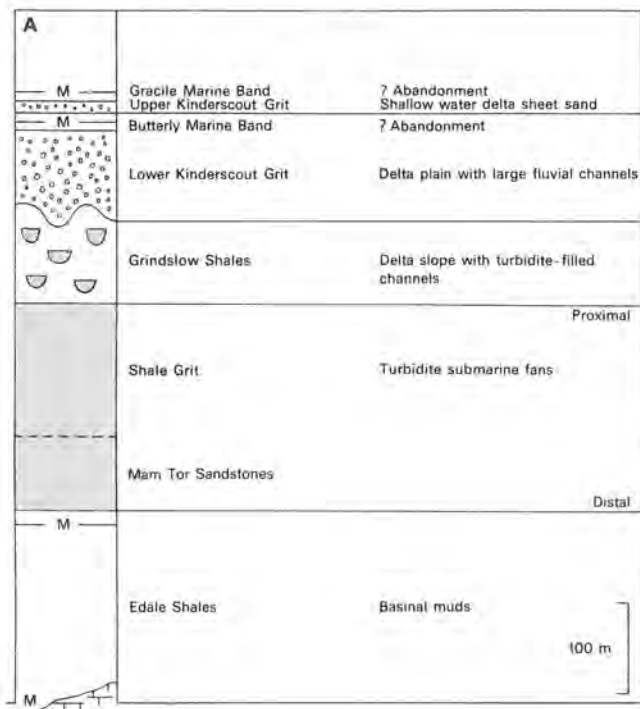 A
M Gracile Marine Band ? Abandonment
Upper Kinderscout Grit Shallow water delta sheet sand
M Butterly Marine Band ? Abandonment
Lower Kinderscout Grit Delta plain with large fluvial channels
Grindslow Shales Delta slope with turbidite-filled
channels
Proximal
Shale Grit Turbidite submarine fans
Mam Tor Sandstones
Distal
M
Edale Shales Basinal muds
100 m
M